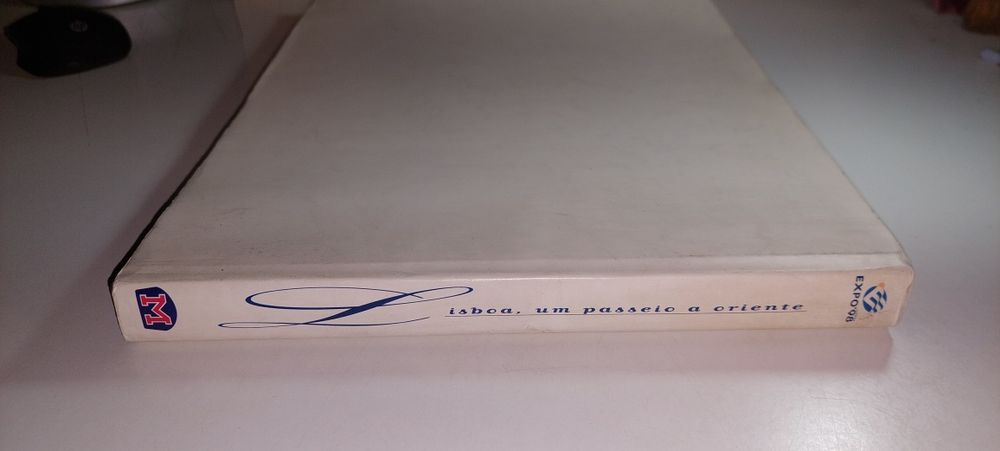 M
Lisboa, um passeio a oriente
EXPO'98